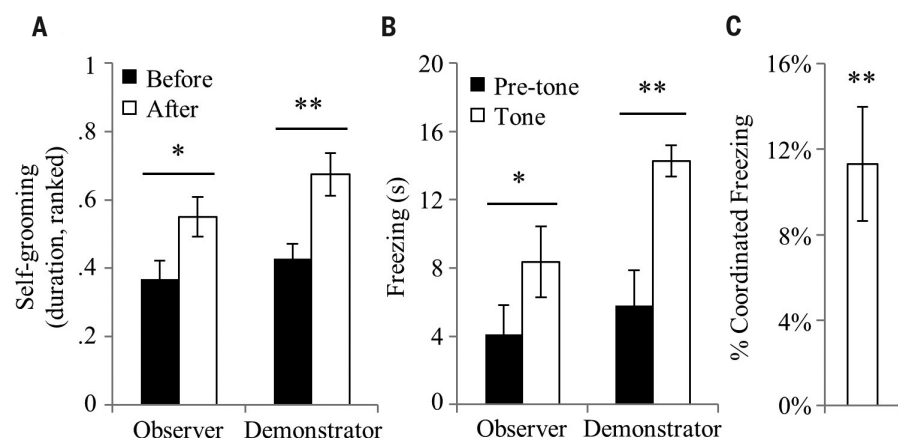 A
Self-grooming
(duration, ranked)
1
.8
.6
.4
.2
0
Before
After
*
**
Observer
Demonstrator
B
Freezing (s)
20
16
12
8
4
0
Pre-tone
Tone
*
**
Observer
Demonstrator
C
% Coordinated Freezing
16%
12%
8%
4%
0%
**